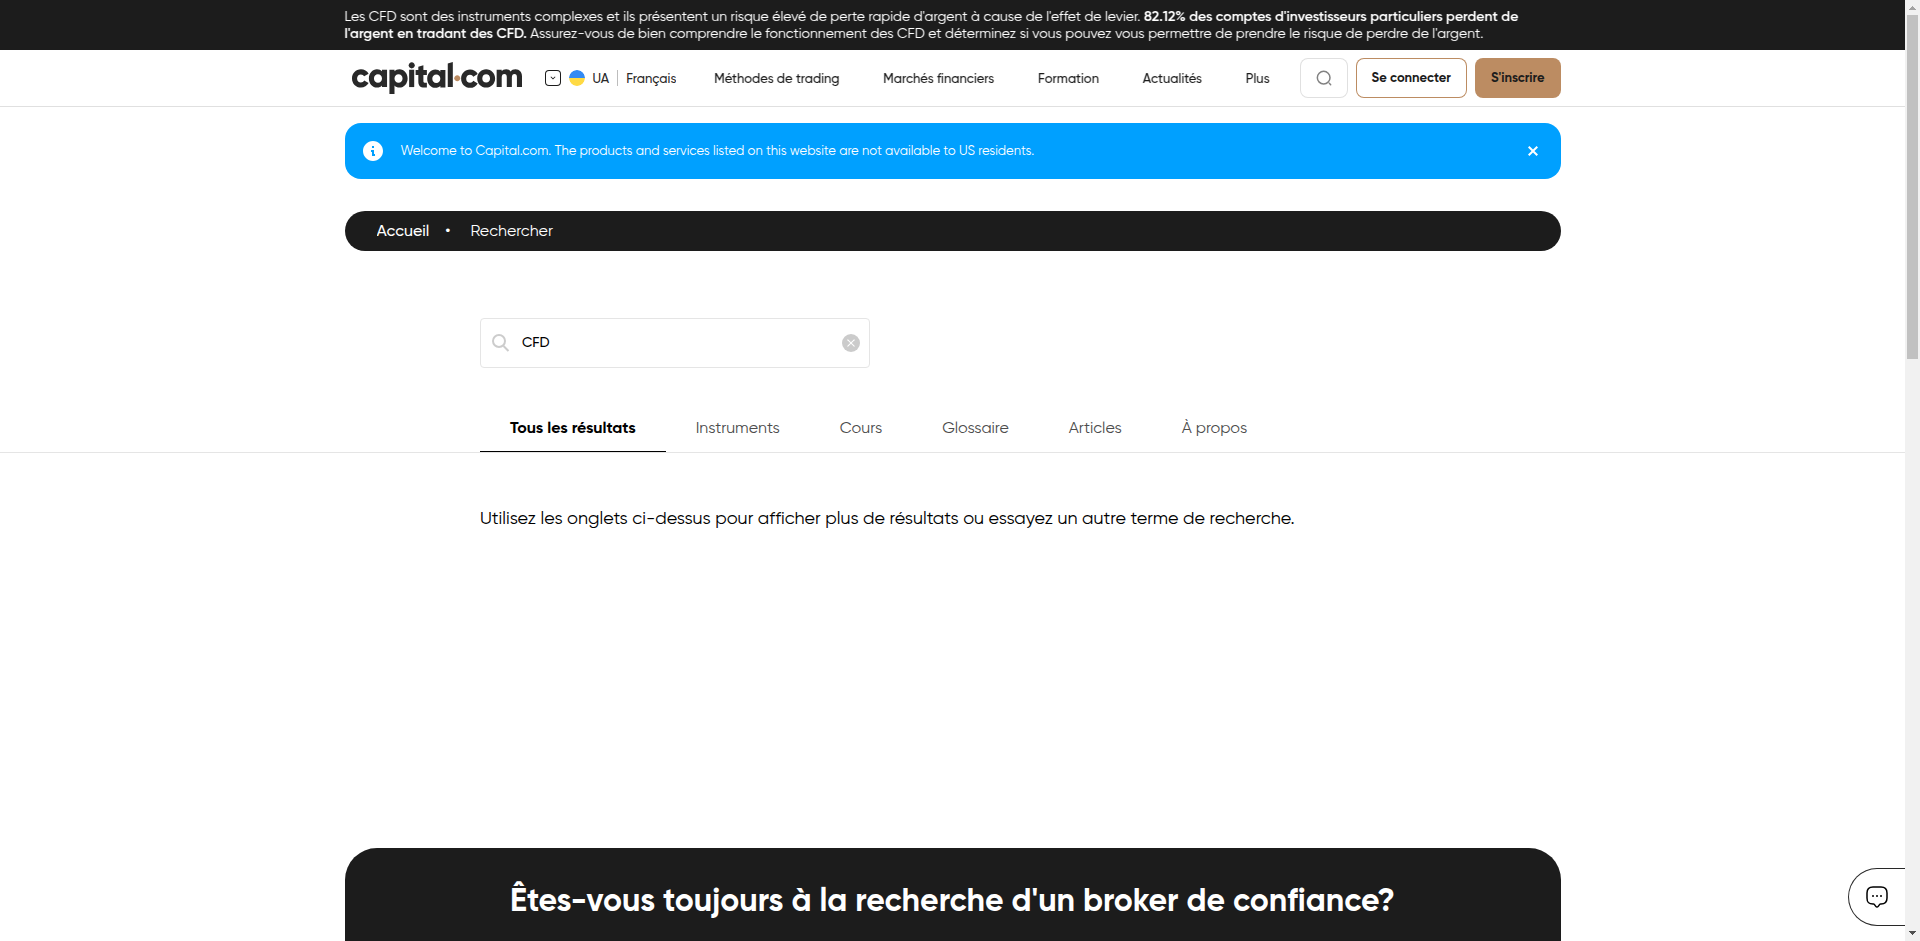 Les CFD sont des instruments complexes et ils présentent un risque élevé de perte rapide d'argent à cause de l'effet de levier. 82.12% des comptes d'investisseurs particuliers perdent de
l'argent en tradant des CFD. Assurez-vous de bien comprendre le fonctionnement des CFD et déterminez si vous pouvez vous permettre de prendre le risque de perdre de l'argent.
capital.com UA Français Méthodes de trading Marchés financiers Formation Actualités Plus Se connecter S'inscrire
Welcome to Capital.com. The products and services listed on this website are not available to US residents.
Accueil • Rechercher
CFD
Tous les résultats Instruments Cours Glossaire Articles À propos
Utilisez les onglets ci-dessus pour afficher plus de résultats ou essayez un autre terme de recherche.
Êtes-vous toujours à la recherche d'un broker de confiance?